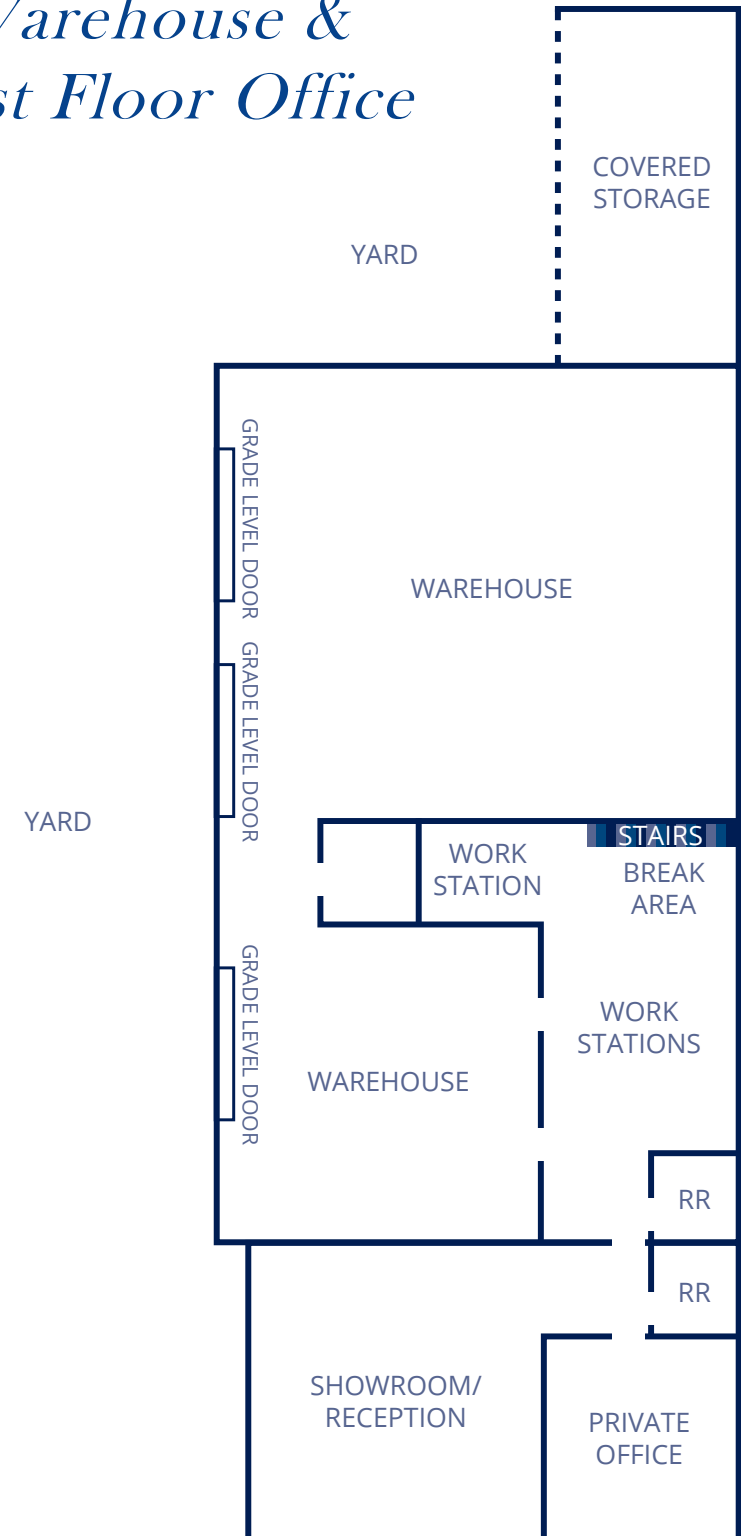 Warehouse &
st Floor Office
COVERED
STORAGE
YARD
GRADE LEVEL DOOR
WAREHOUSE
GRADE LEVEL DOOR
YARD
STAIRS
WORK
STATION
BREAK
AREA
GRADE LEVEL DOOR
WORK
STATIONS
WAREHOUSE
RR
RR
SHOWROOM/
RECEPTION
PRIVATE
OFFICE